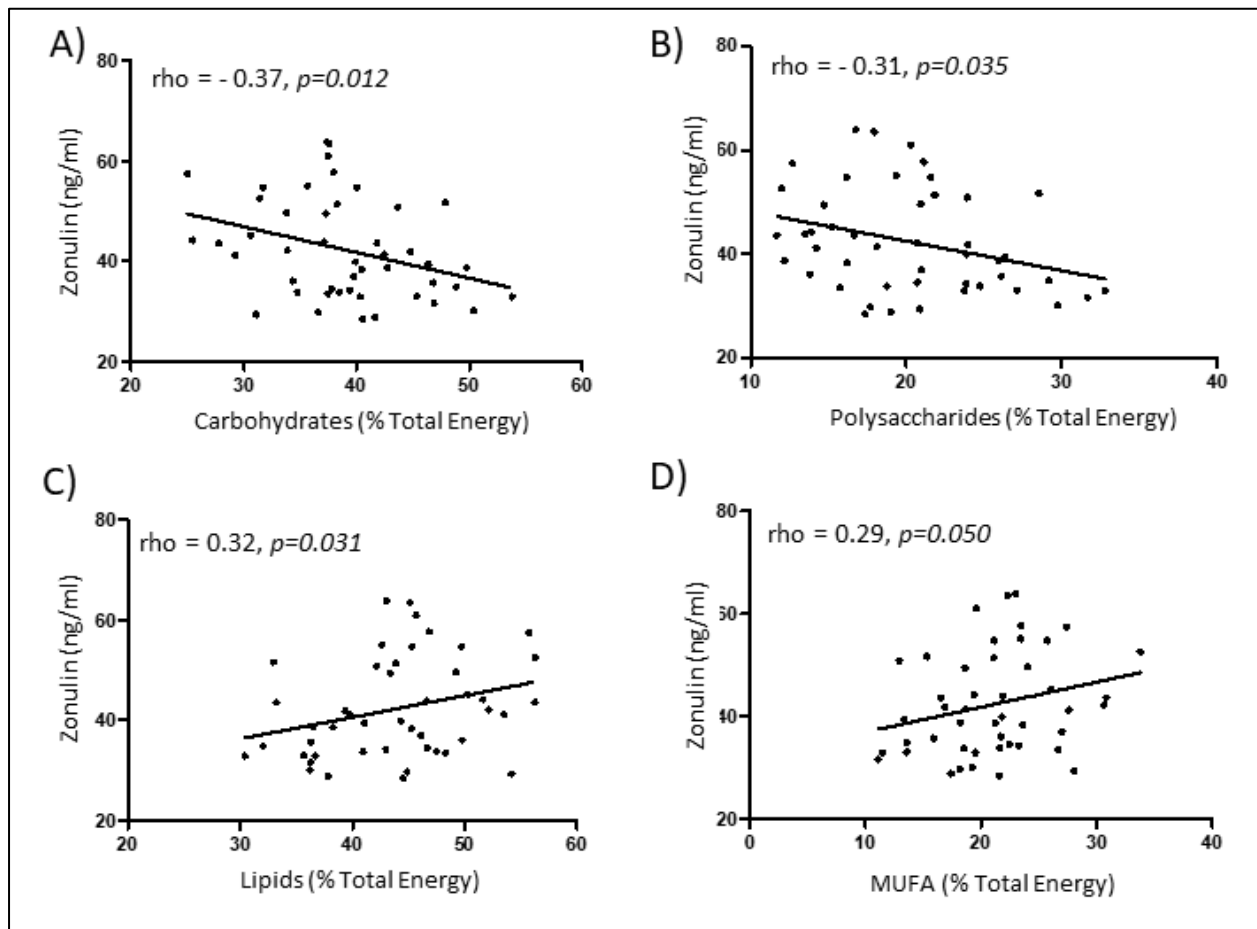 A)
rho = - 0.37, p=0.012
Zonulin (ng/ml)
80
60
40
20
20 30 40 50 60
Carbohydrates (% Total Energy)
B)
rho = - 0.31, p=0.035
Zonulin (ng/ml)
80
60
40
20
10 20 30 40
Polysaccharides (% Total Energy)
C)
rho = 0.32, p=0.031
Zonulin (ng/ml)
80
60
40
20
20 30 40 50 60
Lipids (% Total Energy)
D)
rho = 0.29, p=0.050
Zonulin (ng/ml)
80
60
40
20
0 10 20 30 40
MUFA (% Total Energy)